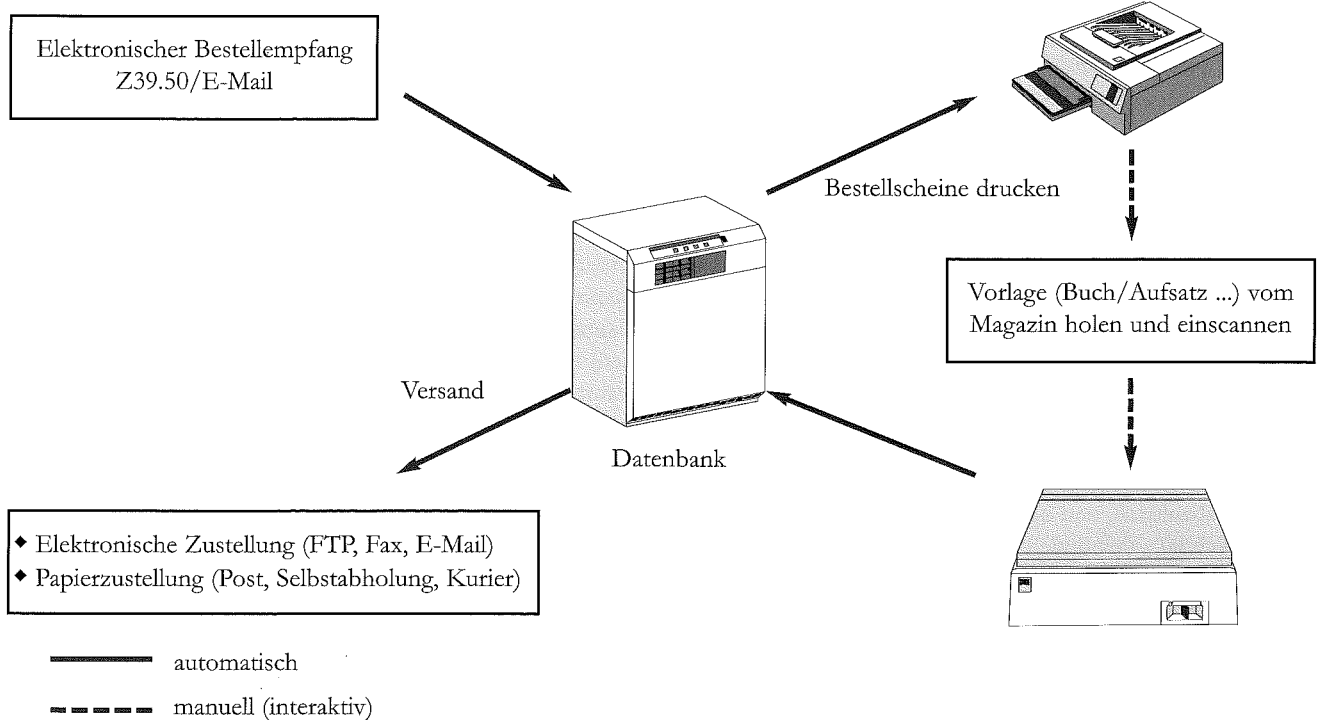 Elektronischer Bestellempfang
Z39.50/E-Mail
Bestellscheine drucken
Vorlage (Buch/Aufsatz ...) vom
Magazin holen und einscannen
Versand
Datenbank
◆ Elektronische Zustellung (FTP, Fax, E-Mail)
◆ Papierzustellung (Post, Selbstabholung, Kurier)
automatisch
manuell (interaktiv)